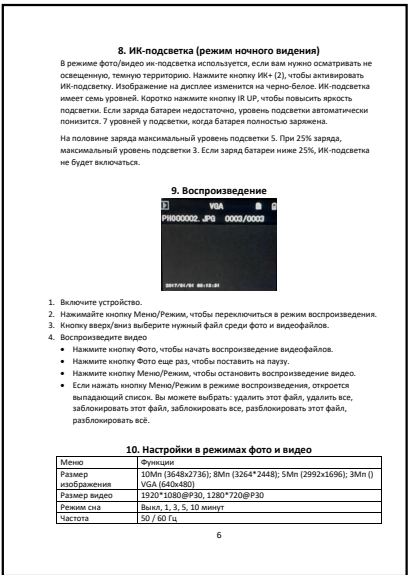 8. ИК-подсветка (режим ночного видения)
В режиме фото/видео ик-подсветка используется, если вам нужно осматривать не
освещенную, темную территорию. Нажмите кнопку ИК+ (2), чтобы активировать
ИК-подсветку. Изображение на дисплее изменится на черно-белое. ИК-подсветка
имеет семь уровней. Коротко нажмите кнопку IR UP, чтобы повысить яркость
подсветки. Если заряда батареи недостаточно, уровень подсветки автоматически
понизится. 7 уровней у подсветки, когда батарея полностью заряжена.
На половине заряда максимальный уровень подсветки 5. При 25% заряда,
максимальный уровень подсветки 3. Если заряд батареи ниже 25%, ИК-подсветка
не будет включаться.
9. Воспроизведение
VGA
PH000002.JPG 0003/0003
2017/01/01 00:13:31
1. Включите устройство.
2. Нажимайте кнопку Меню/Режим, чтобы переключиться в режим воспроизведения.
3. Кнопку вверх/вниз выберите нужный файл среди фото и видеофайлов.
4. Воспроизведите видео
• Нажмите кнопку Фото, чтобы начать воспроизведение видеофайлов.
• Нажмите кнопку Фото еще раз, чтобы поставить на паузу.
• Нажмите кнопку Меню/Режим, чтобы остановить воспроизведение видео.
• Если нажать кнопку Меню/Режим в режиме воспроизведения, откроется
выпадающий список. Вы можете выбрать: удалить этот файл, удалить все,
заблокировать этот файл, заблокировать все, разблокировать этот файл,
разблокировать всё.
10. Настройки в режимах фото и видео
Меню Функции
Размер изображения 10Мп (3648x2736); 8Мп (3264*2448); 5Мп (2992x1696); 3Мп ()
VGA (640x480)
Размер видео 1920*1080@P30, 1280*720@P30
Режим сна Выкл, 1, 3, 5, 10 минут
Частота 50 / 60 Гц
6